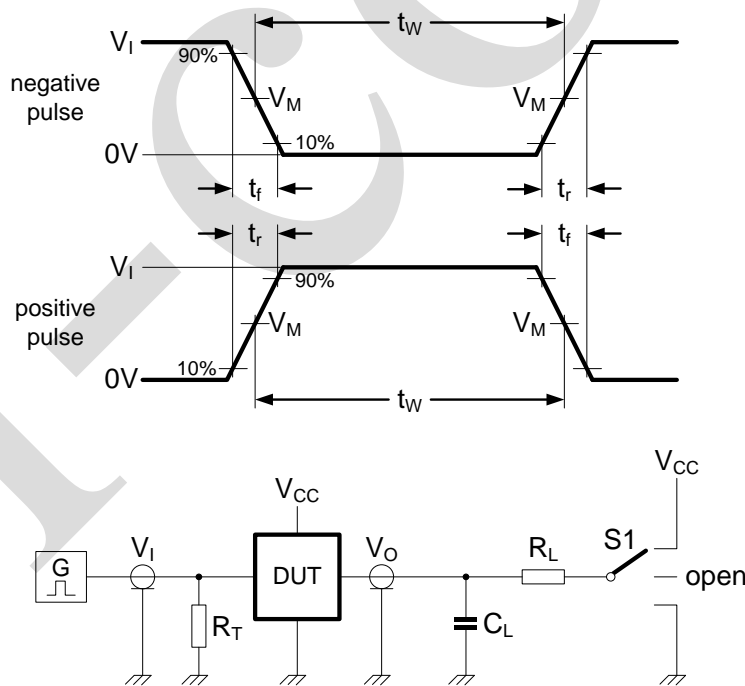 t_W
V_I
90%
negative pulse
V_M
V_M
0V
10%
t_f
t_r
t_r
t_f
V_I
90%
positive pulse
V_M
V_M
10%
0V
t_W
V_CC
V_CC
V_I
V_O
R_L
S1
G
DUT
open
R_T
C_L